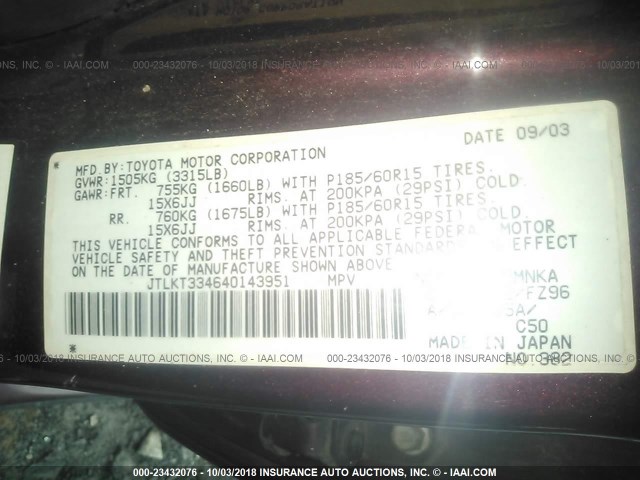 INC. - IAAI.COM 000-23432076 - 10/03/2018 INSURANCE AUTO AUCTIONS, INC. - IAAI.COM 000-23432076 - 10/03/2018
DATE 09/03
MFD.BY:TOYOTA MOTOR CORPORATION
GVWR:1505KG (3315LB)
GAWR:FRT. 755KG (1660LB) WITH P185/60R15 TIRES.
15X6JJ RIMS. AT 200KPA (29PSI) COLD.
RR. 760KG (1675LB) WITH P185/60R15 TIRES.
15X6JJ RIMS. AT 200KPA (29PSI) COLD.
THIS VEHICLE CONFORMS TO ALL APPLICABLE FEDERAL MOTOR
VEHICLE SAFETY AND THEFT PREVENTION STANDARDS IN EFFECT
ON THE DATE OF MANUFACTURE SHOWN ABOVE
JTLKT334640143951 MPV
MNKA
/FZ96
A/ 5A/
C50
MADE IN JAPAN
NO.382
10/03/2018 INSURANCE AUTO AUCTIONS, INC. - IAAI.COM 000-23432076 - 10/03/2018 INSURANCE AUTO AUCTIONS, INC. - IAAI.COM
000-23432076 - 10/03/2018 INSURANCE AUTO AUCTIONS, INC. - IAAI.COM